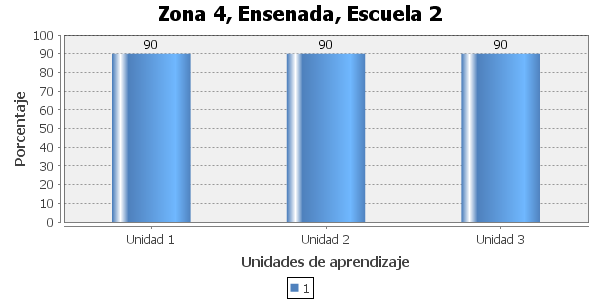 Zona 4, Ensenada, Escuela 2
Porcentaje
100
90
80
70
60
50
40
30
20
10
0
90
90
90
Unidad 1
Unidad 2
Unidad 3
Unidades de aprendizaje
1